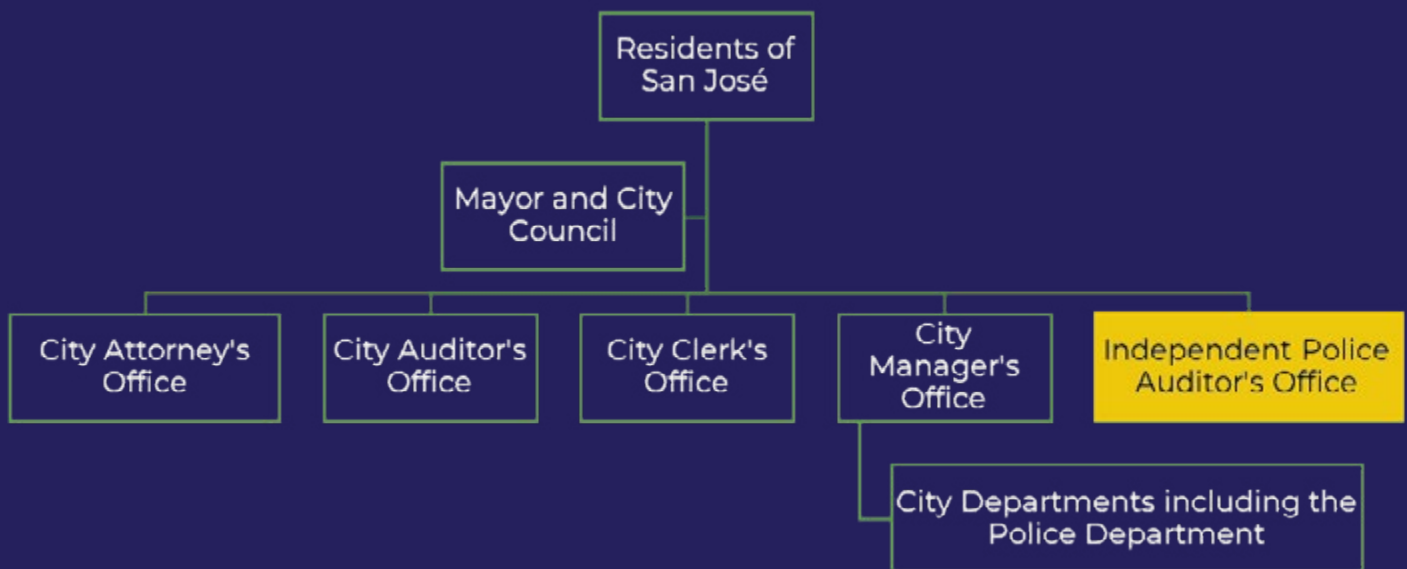 Residents of
San José
Mayor and City
Council
City Attorney's
Office
City Auditor's
Office
City Clerk's
Office
City
Manager's
Office
Independent Police
Auditor's Office
City Departments including the
Police Department